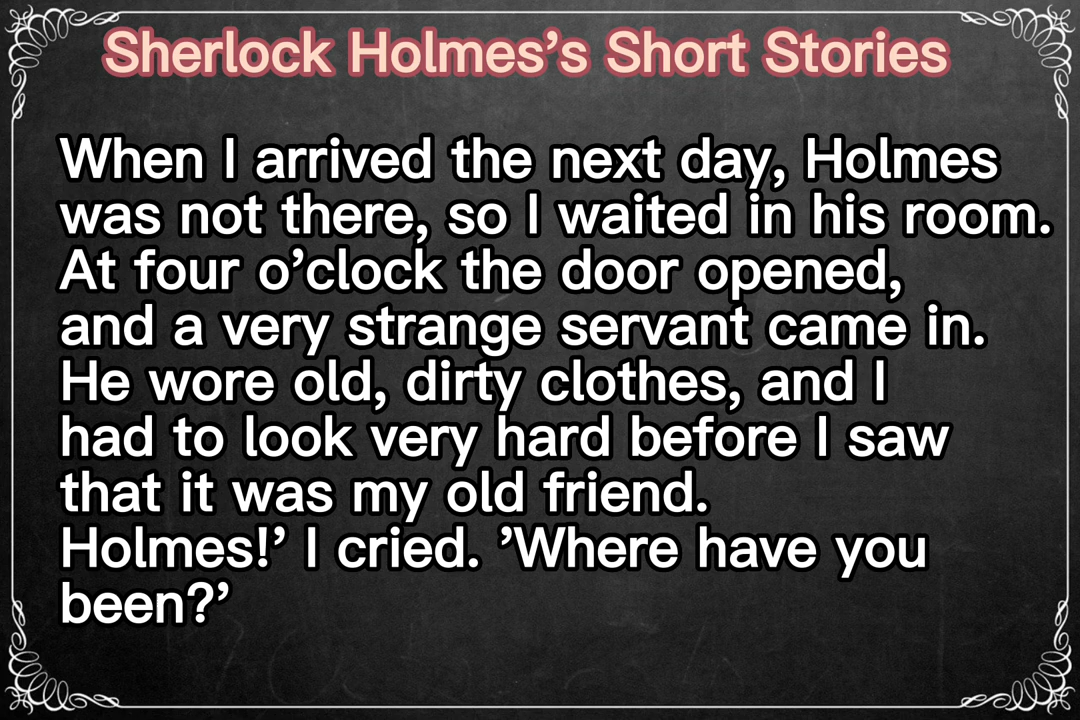 Sherlock Holmes’s Short Stories
When I arrived the next day, Holmes
was not there, so I waited in his room.
At four o’clock the door opened,
and a very strange servant came in.
He wore old, dirty clothes, and I
had to look very hard before I saw
that it was my old friend.
Holmes!’ I cried. ’Where have you
been?’